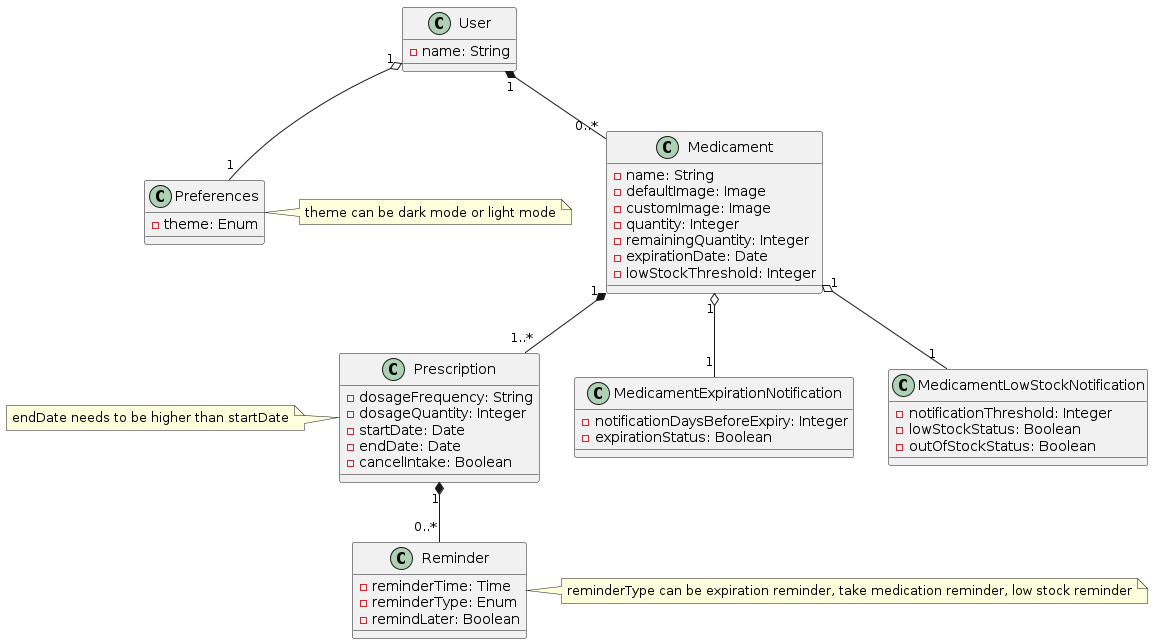 C User
name: String
1
1
1
0..*
C Medicament
name: String
defaultImage: Image
customImage: Image
quantity: Integer
remainingQuantity: Integer
expirationDate: Date
lowStockThreshold: Integer
C Preferences
theme: Enum
theme can be dark mode or light mode
1
1
1
1..*
1
1
C Prescription
dosageFrequency: String
dosageQuantity: Integer
startDate: Date
endDate: Date
cancelIntake: Boolean
endDate needs to be higher than startDate
C MedicamentExpirationNotification
notificationDaysBeforeExpiry: Integer
expirationStatus: Boolean
C MedicamentLowStockNotification
notificationThreshold: Integer
lowStockStatus: Boolean
outOfStockStatus: Boolean
1
0..*
C Reminder
reminderTime: Time
reminderType: Enum
remindLater: Boolean
reminderType can be expiration reminder, take medication reminder, low stock reminder